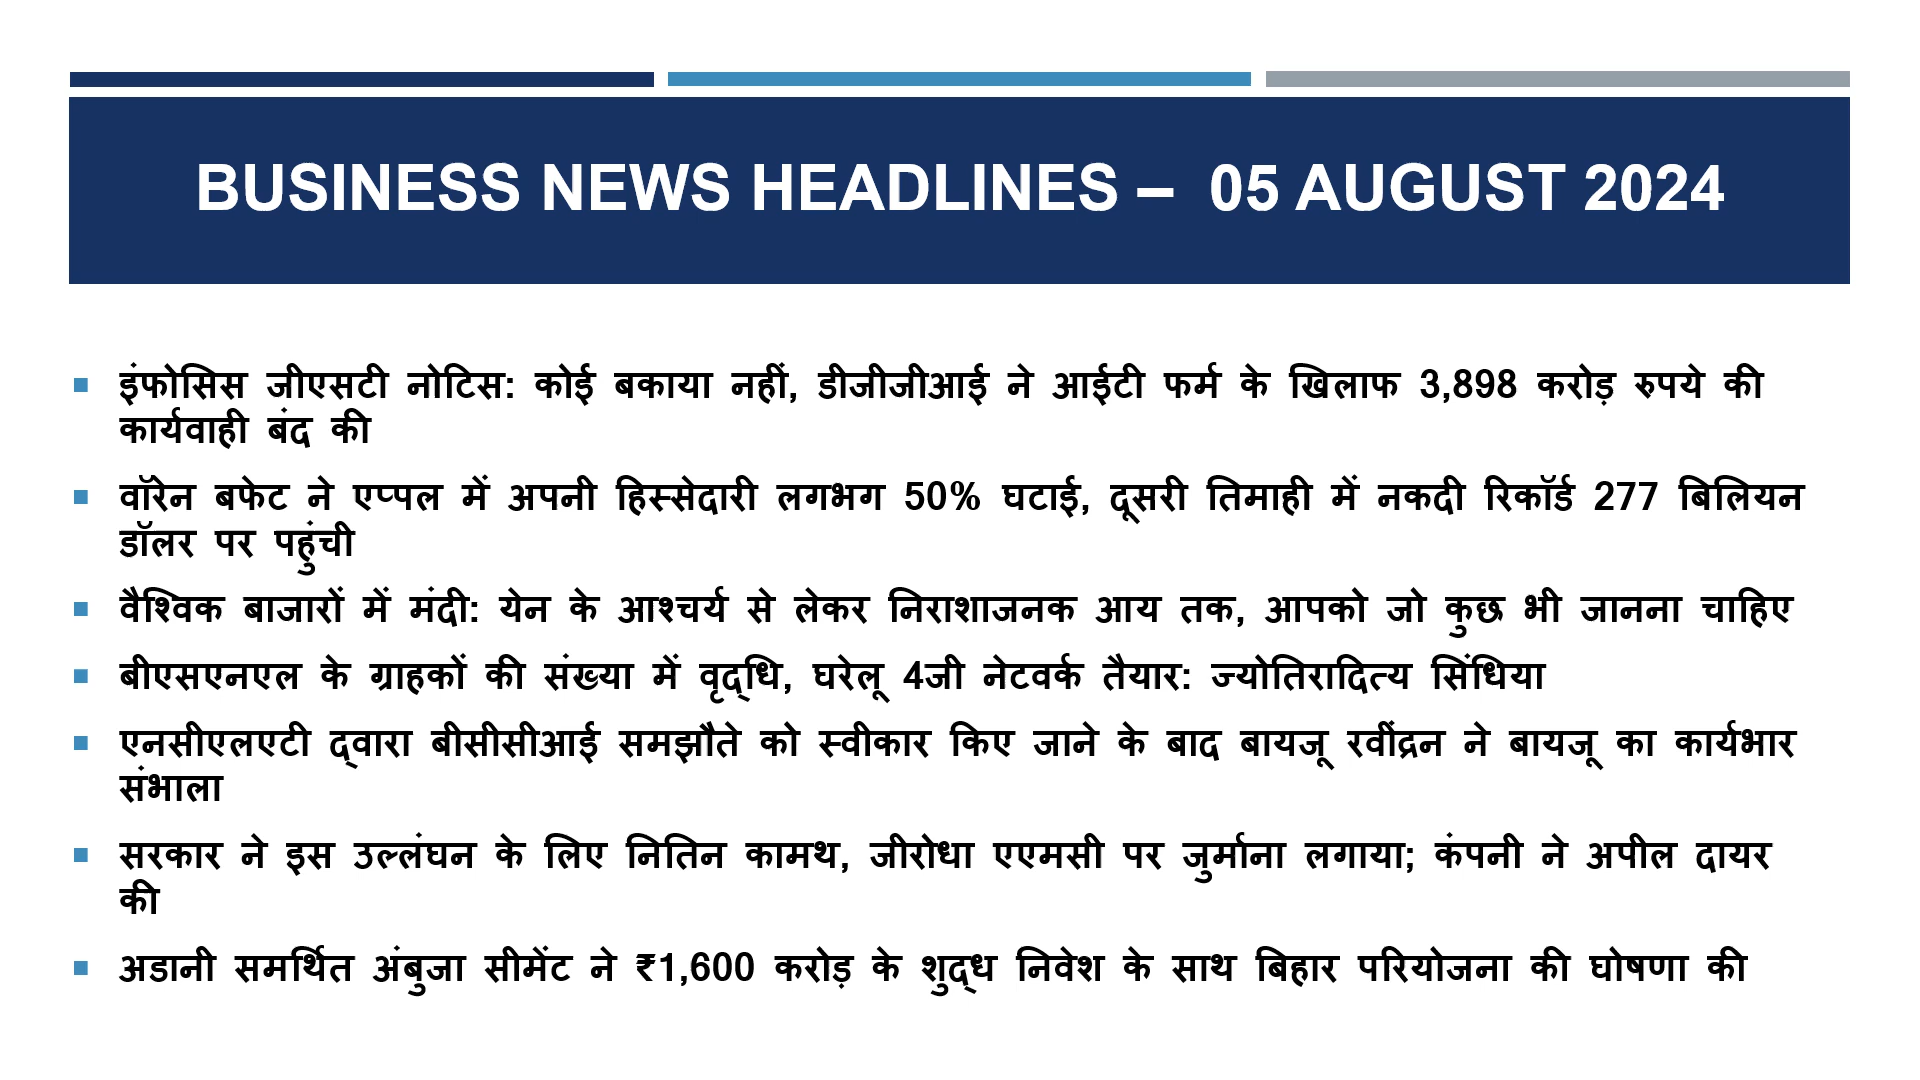 BUSINESS NEWS HEADLINES –  05 AUGUST 2024
इंफोसिस जीएसटी नोटिस: कोई बकाया नहीं, डीजीजीआई ने आईटी फर्म के खिलाफ 3,898 करोड़ रुपये की
कार्यवाही बंद की
वॉरेन बफेट ने एप्पल में अपनी हिस्सेदारी लगभग 50% घटाई, दूसरी तिमाही में नकदी रिकॉर्ड 277 बिलियन
डॉलर पर पहुंची
वैश्विक बाजारों में मंदी: येन के आश्चर्य से लेकर निराशाजनक आय तक, आपको जो कुछ भी जानना चाहिए
बीएसएनएल के ग्राहकों की संख्या में वृद्धि, घरेलू 4जी नेटवर्क तैयार: ज्योतिरादित्य सिंधिया
एनसीएलएटी द्वारा बीसीसीआई समझौते को स्वीकार किए जाने के बाद बायजू रवींद्रन ने बायजू का कार्यभार
संभाला
सरकार ने इस उल्लंघन के लिए नितिन कामथ, जीरोधा एएमसी पर जुर्माना लगाया; कंपनी ने अपील दायर
की
अडानी समर्थित अंबुजा सीमेंट ने ₹1,600 करोड़ के शुद्ध निवेश के साथ बिहार परियोजना की घोषणा की